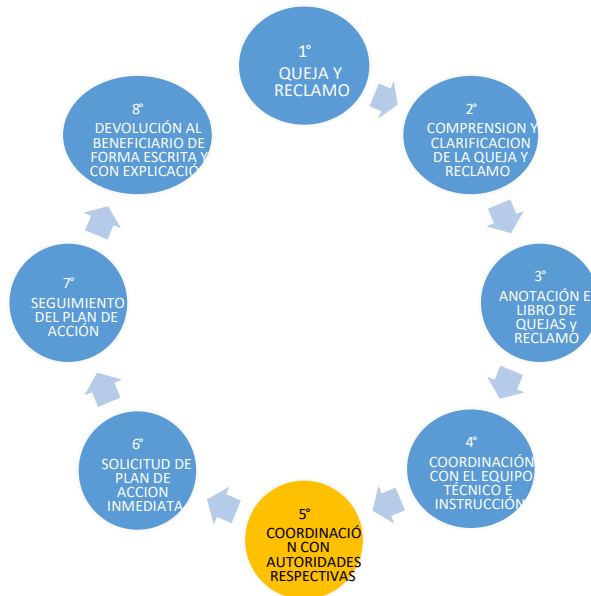 1°
QUEJA Y
RECLAMO
2°
COMPRENSION Y
CLARIFICACION
DE LA QUEJA Y
RECLAMO
3°
ANOTACIÓN E
LIBRO DE
QUEJAS y
RECLAMO
4°
COORDINACIÓN
CON EL EQUIPO
TÉCNICO E
INSTRUCCIÓN
5°
COORDINACIÓ
N CON
AUTORIDADES
RESPECTIVAS
6°
SOLICITUD DE
PLAN DE
ACCION
INMEDIATA
7°
SEGUIMIENTO
DEL PLAN DE
ACCIÓN
8°
DEVOLUCIÓN AL
BENEFICIARIO DE
FORMA ESCRITA Y
CON EXPLICACIÓ